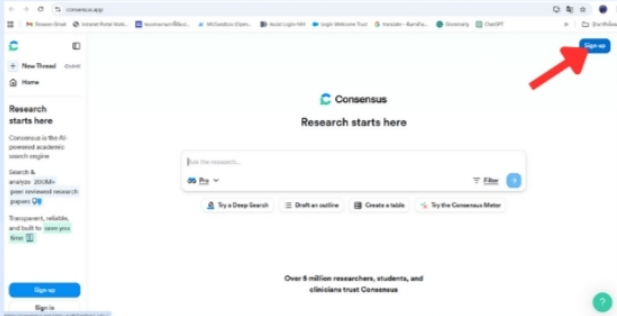 consensus.app
Grammarly
ChatGPT
Sign up
New Thread
Home
Research
starts here
Consensus is the AI-
powered academic
search engine
Search &
analyze 200M+
peer reviewed research
papers
Transparent, reliable,
and built to save you
time
Sign up
Sign in
Consensus
Research starts here
Ask the research...
Pro
Filter
Try a Deep Search
Draft an outline
Create a table
Try the Consensus Meter
Over 5 million researchers, students, and
clinicians trust Consensus
?